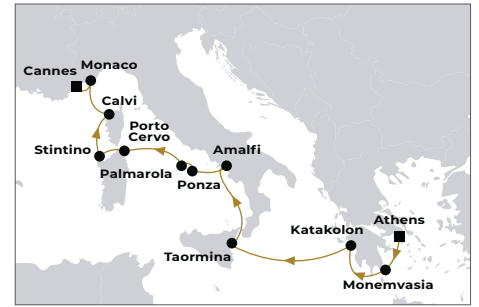 Monaco
Cannes
Calvi
Porto
Cervo
Stintino
Amalfi
Palmarola
Ponza
Athens
Katakolon
Taormina
Monemvasia